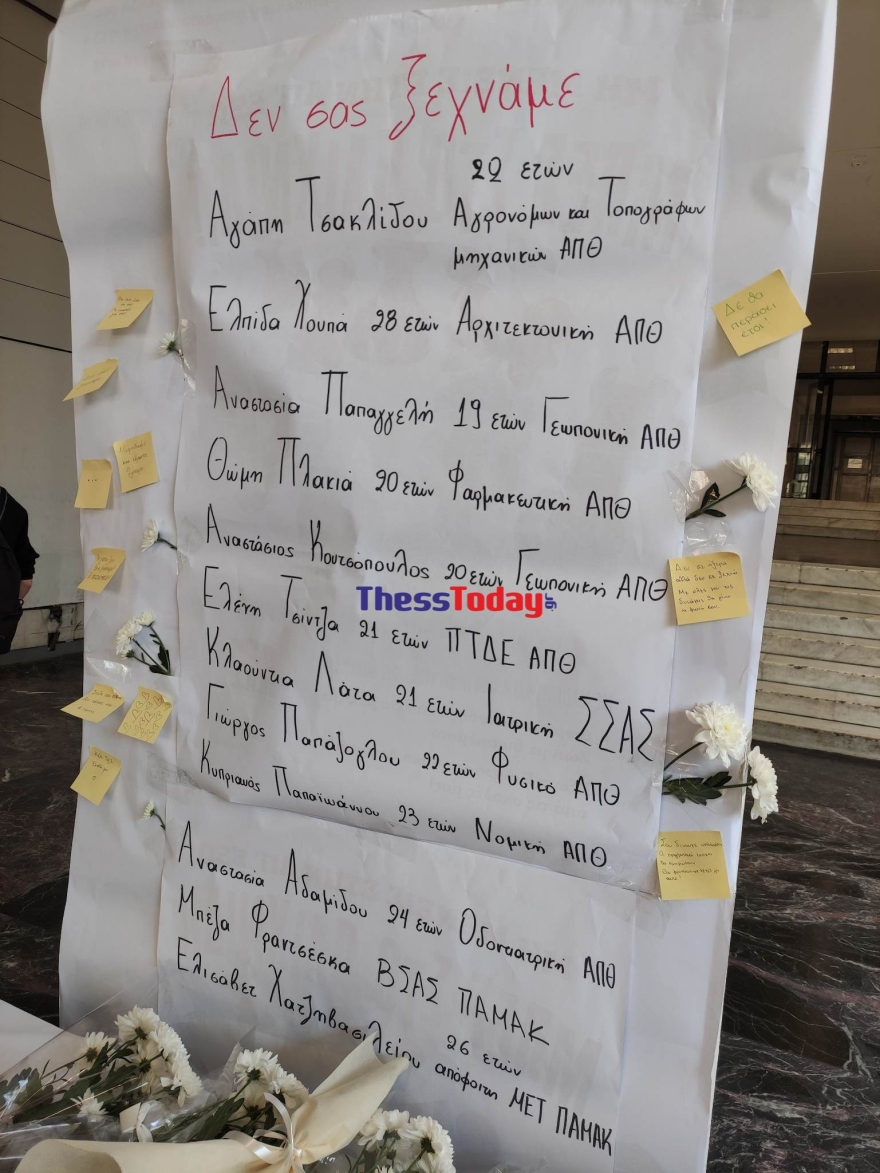 Δεν σας ξεχνάμε
22 ετών
Αγάπη Τσακλίδου Αγρονόμων και Τοπογράφων
μηχανικών ΑΠΘ
Ελπίδα Χουπά 28 ετών Αρχιτεκτονική ΑΠΘ
Αναστασία Παπαγγελή 19 ετών Γεωπονική ΑΠΘ
Θώμη Πλακιά 20 ετών Φαρμακευτική ΑΠΘ
Αναστάσιος Κουτσόπουλος 20 ετών Γεωπονική ΑΠΘ
Ελένη Τσίντζα 21 ετών ΠΤΔΕ ΑΠΘ
Κλαούντια Λάτα 21 ετών Ιατρική ΣΣΑΣ
Γιώργος Παπάζογλου 22 ετών Φυσικό ΑΠΘ
Κυπριανός Παπαϊωάννου 23 ετών Νομική ΑΠΘ
Αναστασία Αδαμίδου 24 ετών Οδοντιατρική ΑΠΘ
Μπέζα Φραντσέσκα ΒΣΑΣ ΠΑΜΑΚ
Ελισάβετ Χατζηβασιλείου 26 ετών
απόφοιτη ΜΕΤ ΠΑΜΑΚ
Δε θα
περάσει
έτσι!
ThessToday.gr